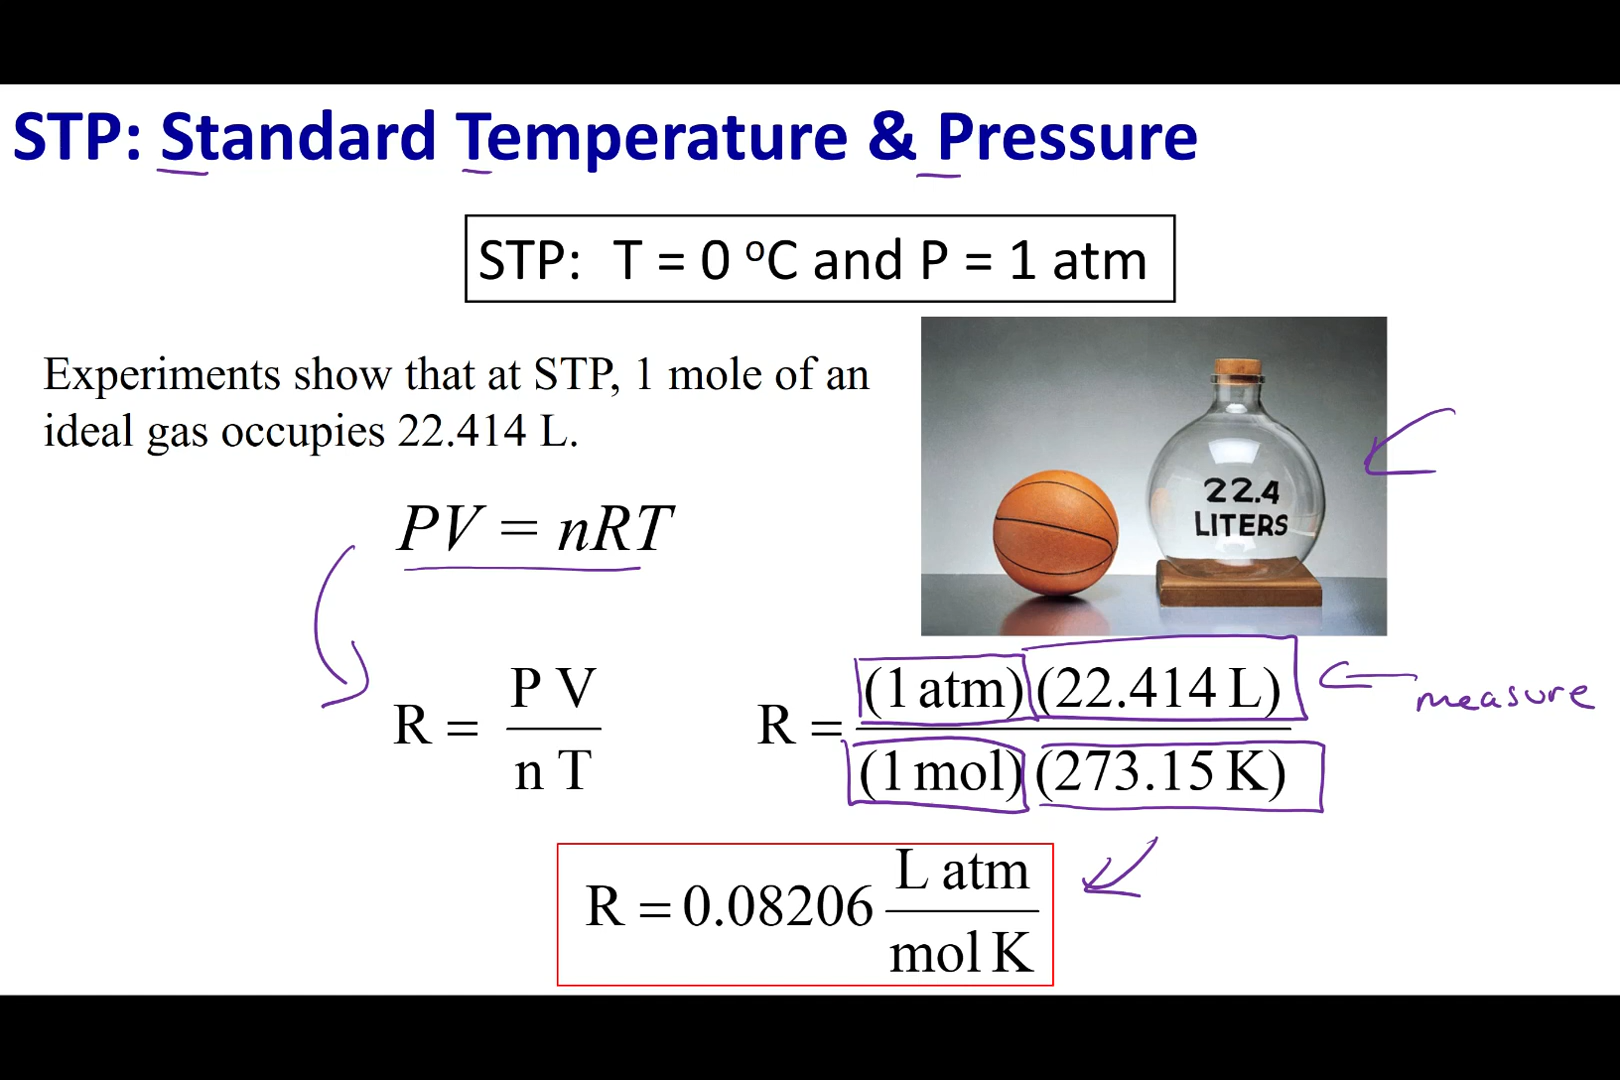 STP: Standard Temperature & Pressure
STP: T = 0 °C and P = 1 atm
Experiments show that at STP, 1 mole of an
ideal gas occupies 22.414 L.
22.4
LITERS
PV = nRT
R = P V / n T
R = (1 atm) (22.414 L) / (1 mol) (273.15 K)
measure
R = 0.08206 L atm / mol K